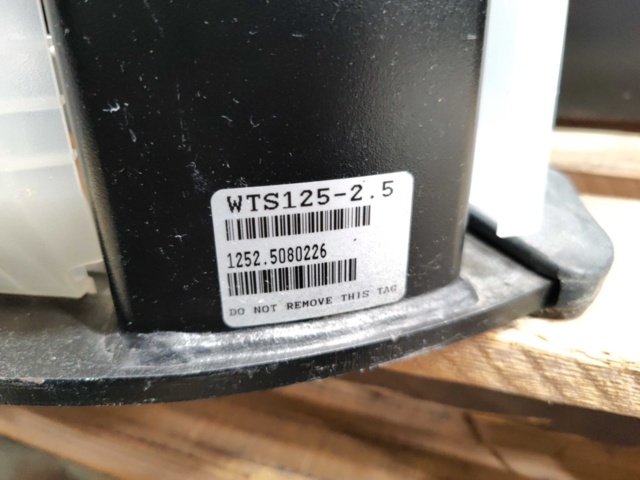 WTS125-2.5
1252.5080226
DO NOT REMOVE THIS TAG